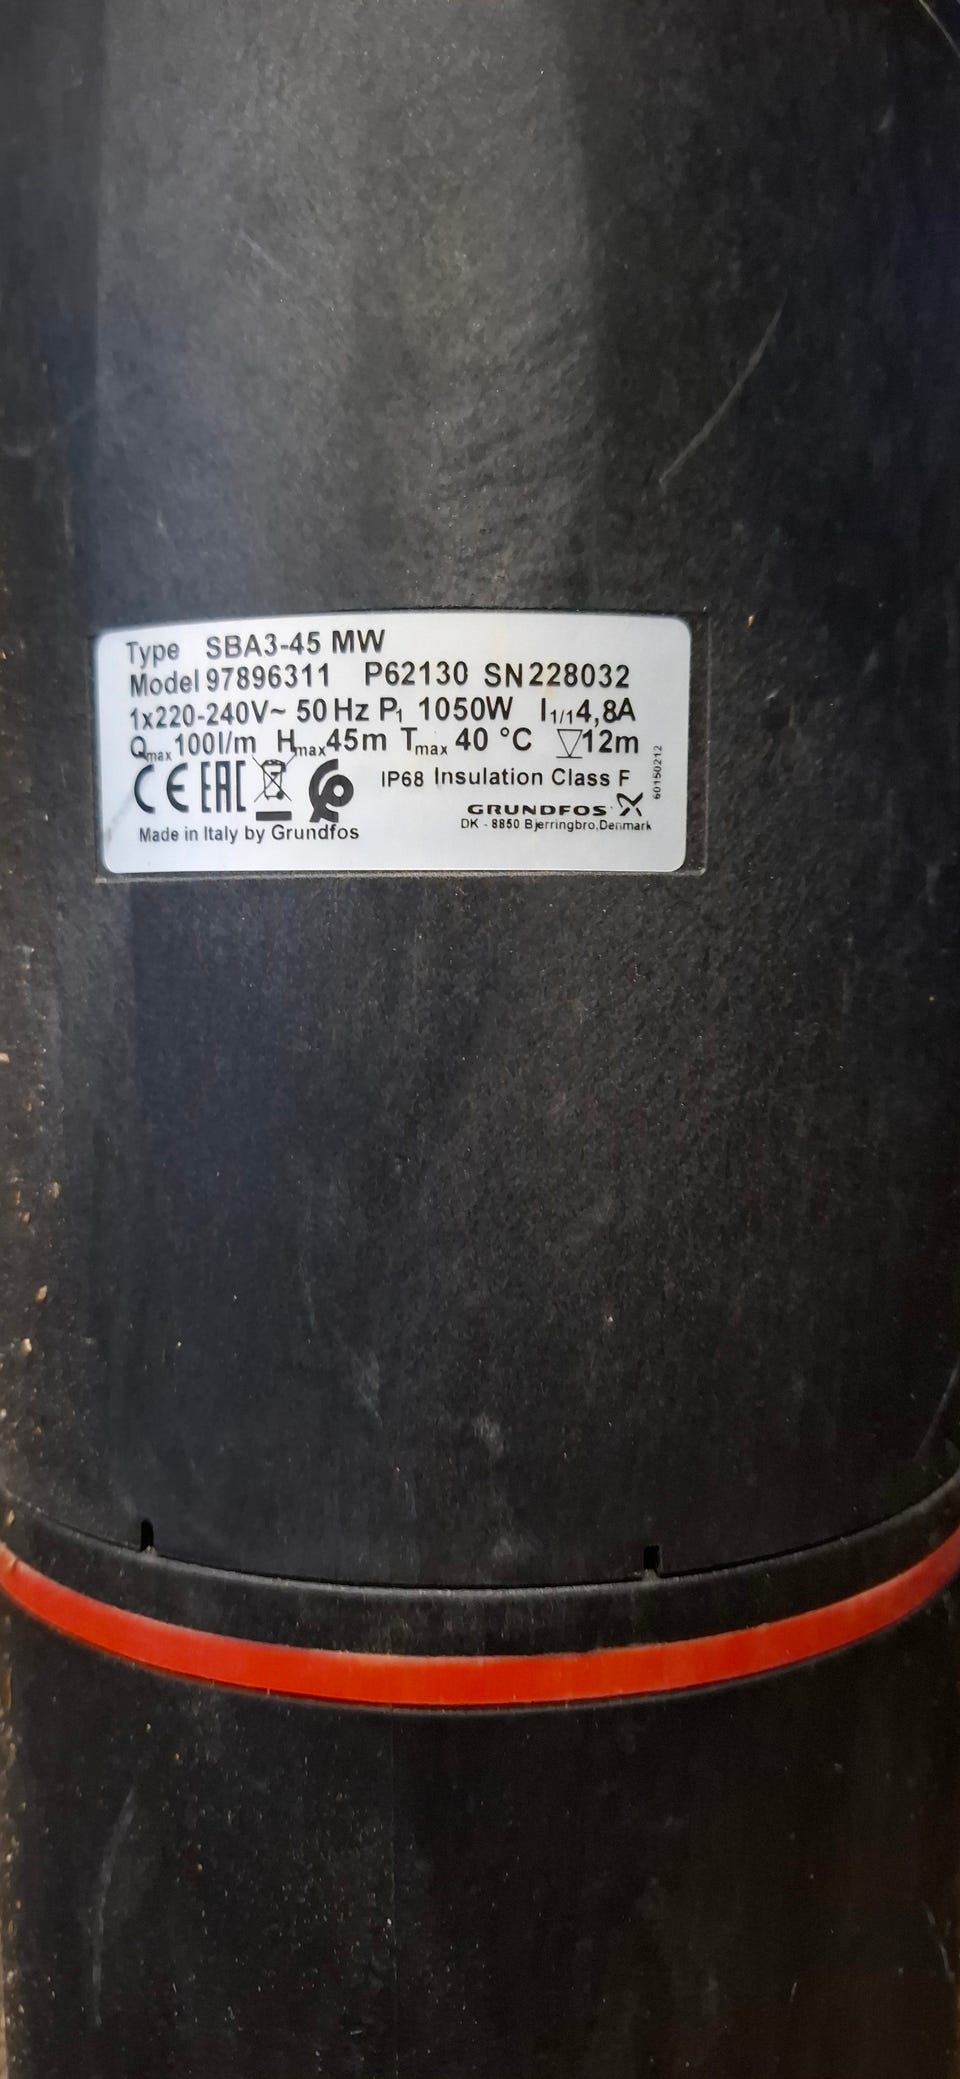 Type SBA3-45 MW
Model 97896311 P62130 SN228032
1x220-240V~ 50 Hz P1 1050W I1/1 4,8A
Qmax 100l/m Hmax 45m Tmax 40 °C 12m
CE EAC IP68 Insulation Class F
60150212
GRUNDFOS
DK - 8850 Bjerringbro, Denmark
Made in Italy by Grundfos